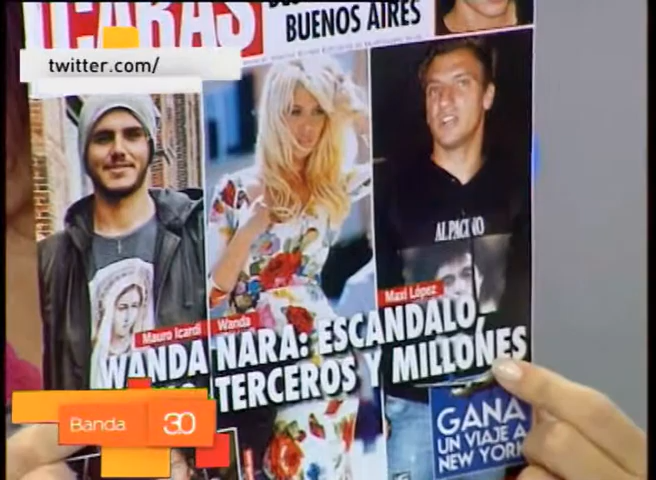 CARAS
BUENOS AIRES
twitter.com/
AL PACINO
Maxi López
Mauro Icardi
Wanda
WANDA NARA: ESCANDALO,
TERCEROS Y MILLONES
Banda 30
GANA
UN VIAJE A
NEW YORK